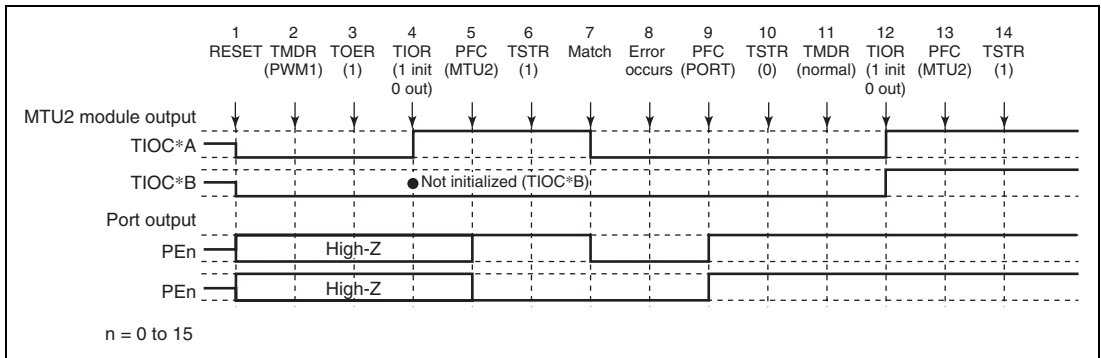 1 2 3 4 5 6 7 8 9 10 11 12 13 14
RESET TMDR TOER TIOR PFC TSTR Match Error PFC TSTR TMDR TIOR PFC TSTR
(PWM1) (1) (1 init (MTU2) (1) occurs (PORT) (0) (normal) (1 init (MTU2) (1)
0 out) 0 out)
MTU2 module output
TIOC*A
TIOC*B Not initialized (TIOC*B)
Port output
PEn High-Z
PEn High-Z
n = 0 to 15